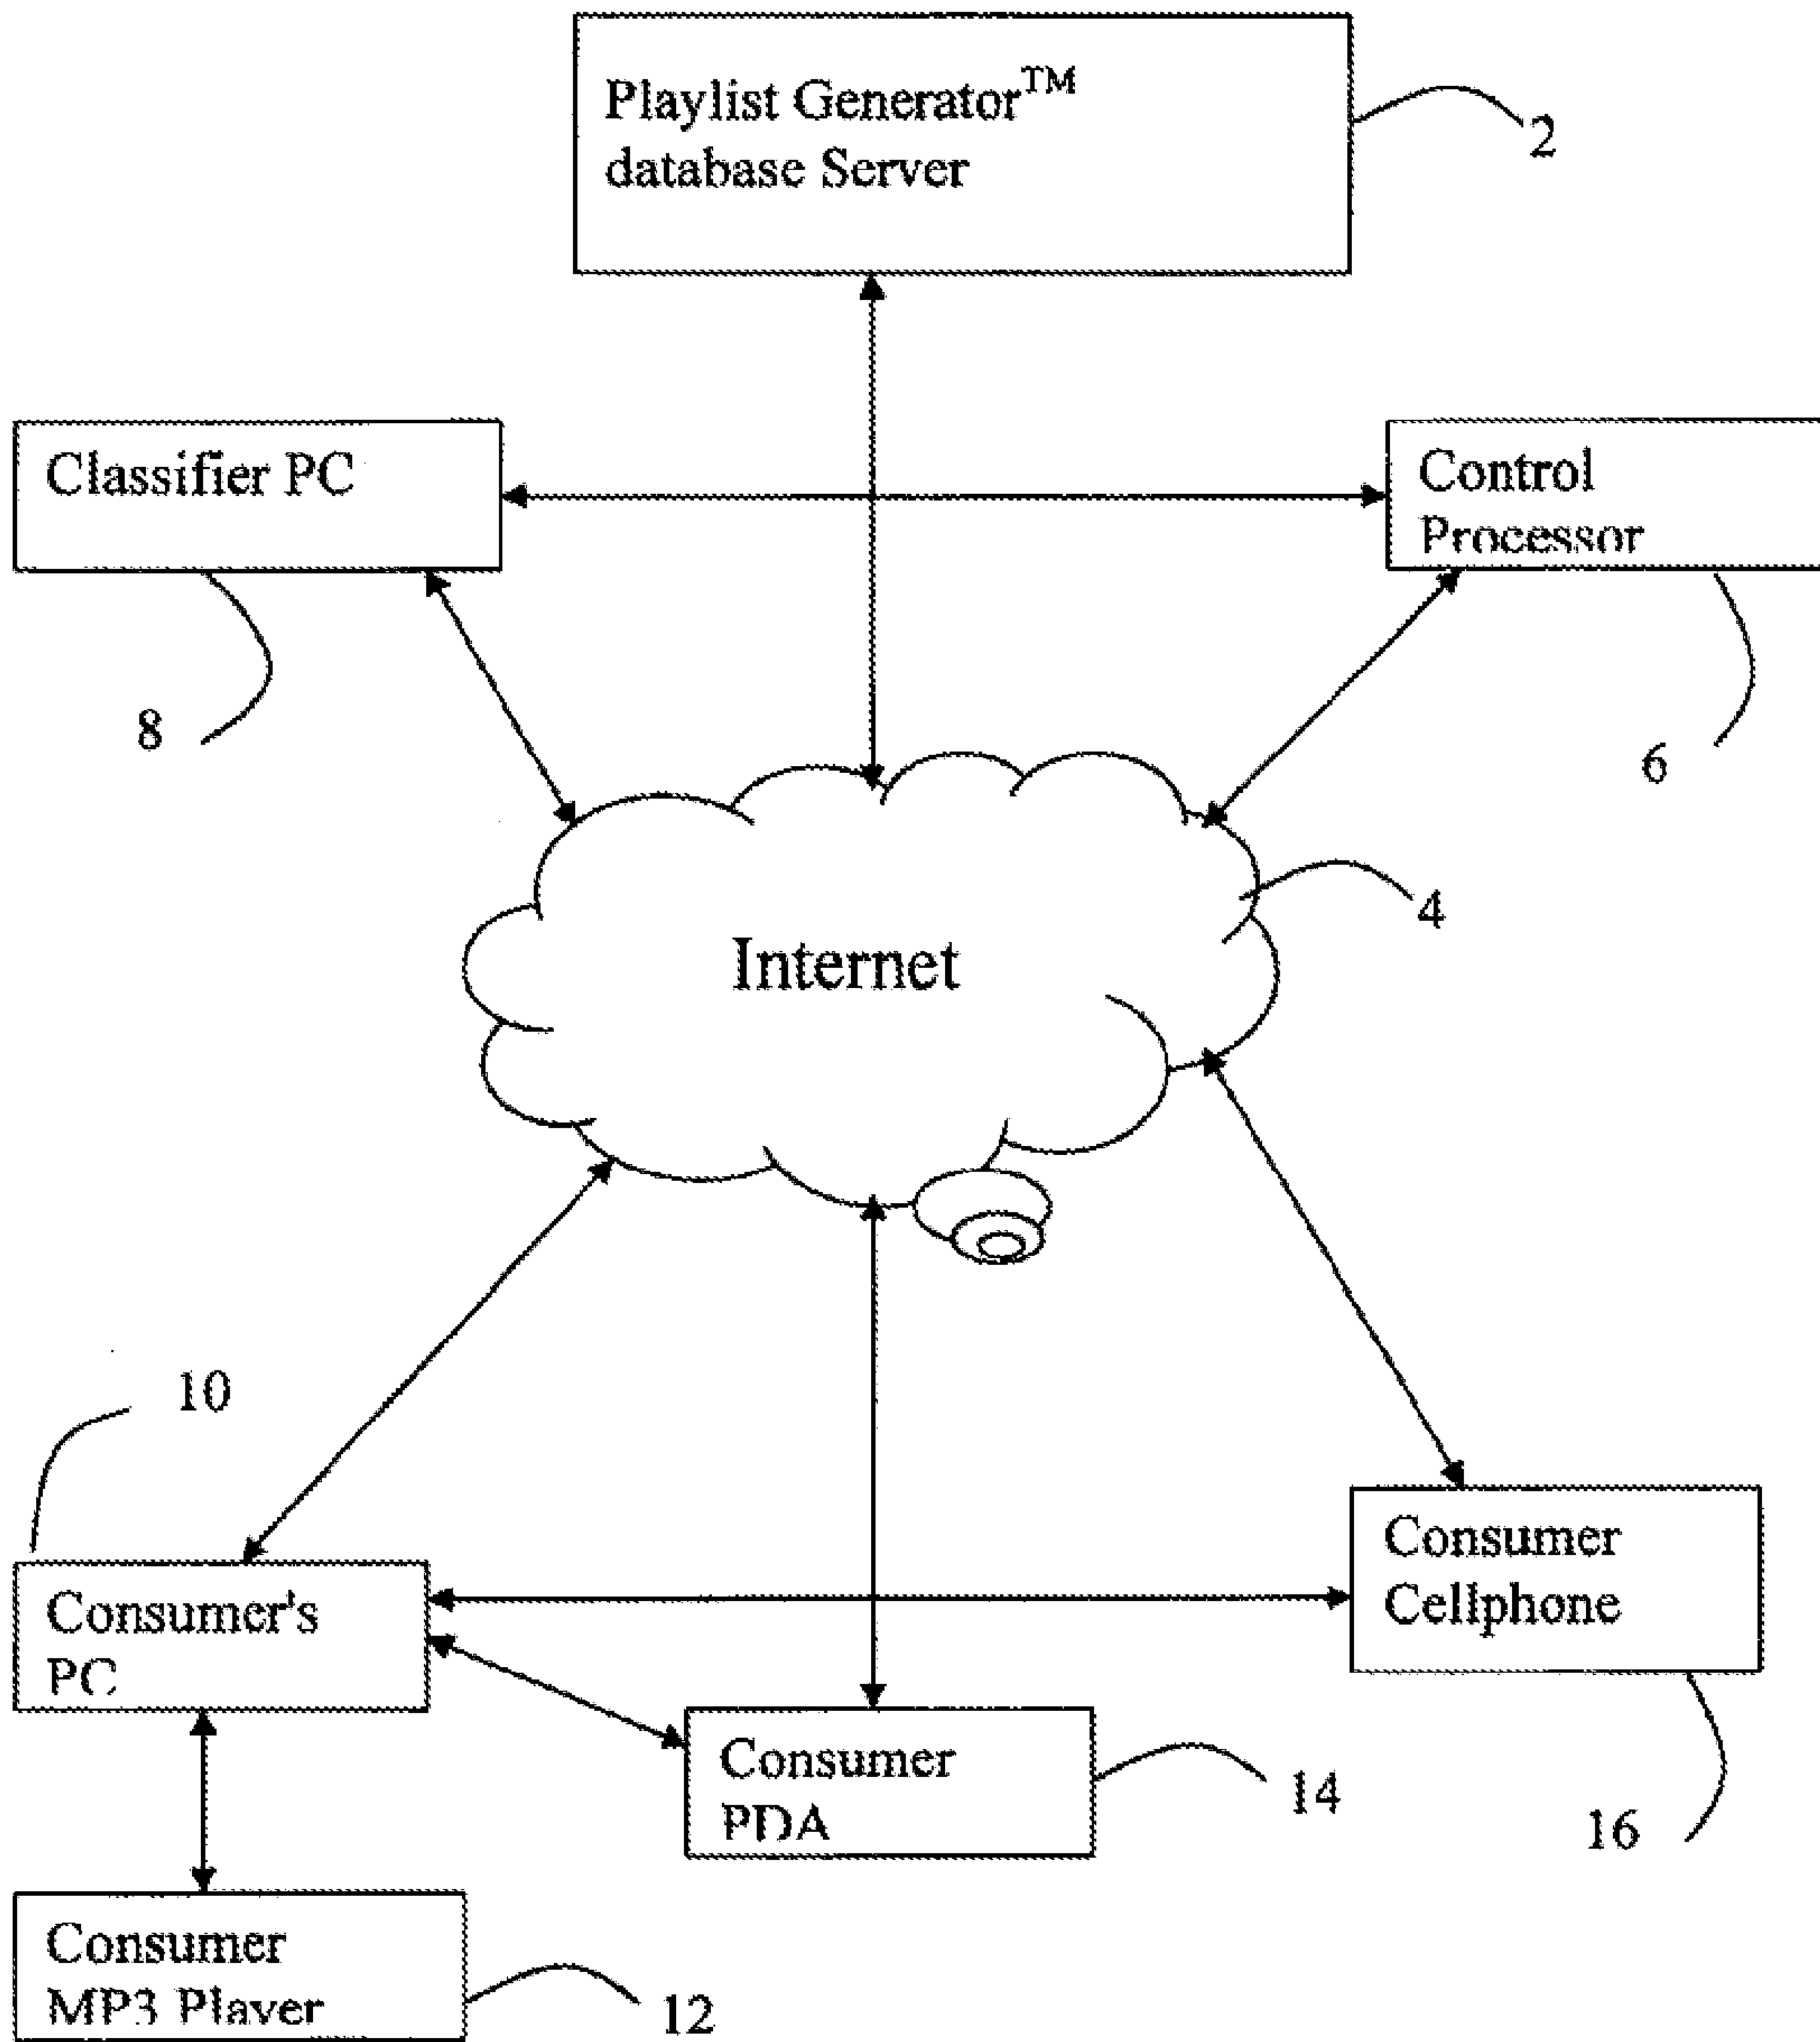 Playlist Generator™
database Server
2
Classifier PC
Control
Processor
8
6
4
Internet
10
Consumer's
PC
Consumer
Cellphone
Consumer
PDA
14
16
Consumer
MP3 Player
12